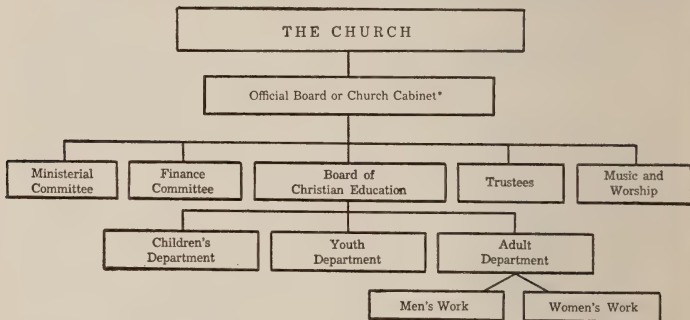 THE CHURCH
Official Board or Church Cabinet*
Ministerial
Committee
Finance
Committee
Board of
Christian Education
Trustees
Music and
Worship
Children's
Department
Youth
Department
Adult
Department
Men's Work
Women's Work